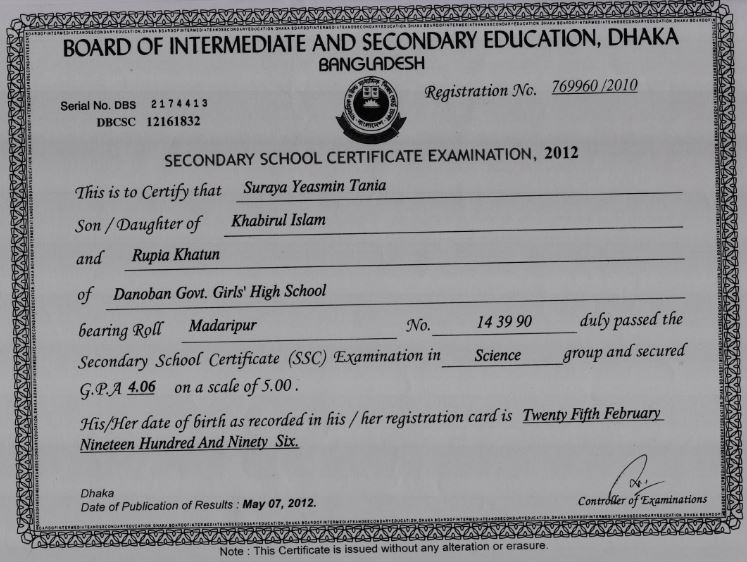 BOARD OF INTERMEDIATE AND SECONDARY EDUCATION, DHAKA
BANGLADESH
Registration No. 769960/2010
Serial No. DBS 2174413
DBCSC 12161832
SECONDARY SCHOOL CERTIFICATE EXAMINATION, 2012
This is to Certify that Suraya Yeasmin Tania
Son / Daughter of Khabirul Islam
and Rupia Khatun
of Danoban Govt. Girls' High School
bearing Roll Madaripur No. 14 39 90 duly passed the
Secondary School Certificate (SSC) Examination in Science group and secured
G.P.A 4.06 on a scale of 5.00.
His/Her date of birth as recorded in his / her registration card is Twenty Fifth February
Nineteen Hundred And Ninety Six.
Dhaka
Date of Publication of Results : May 07, 2012.
Controller of Examinations
Note : This Certificate is issued without any alteration or erasure.